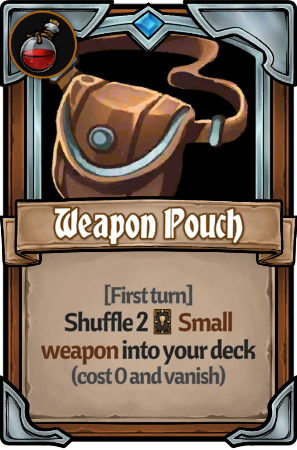 Weapon Pouch
[First turn]
Shuffle 2 Small
weapon into your deck
(cost 0 and vanish)